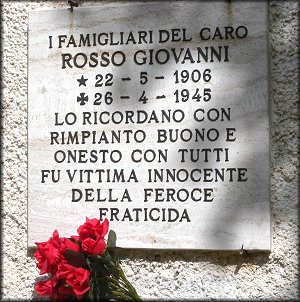 I FAMIGLIARI DEL CARO
ROSSO GIOVANNI
★ 22 - 5 - 1906
✠ 26 - 4 - 1945
LO RICORDANO CON
RIMPIANTO BUONO E
ONESTO CON TUTTI
FU VITTIMA INNOCENTE
DELLA FEROCE
FRATICIDA